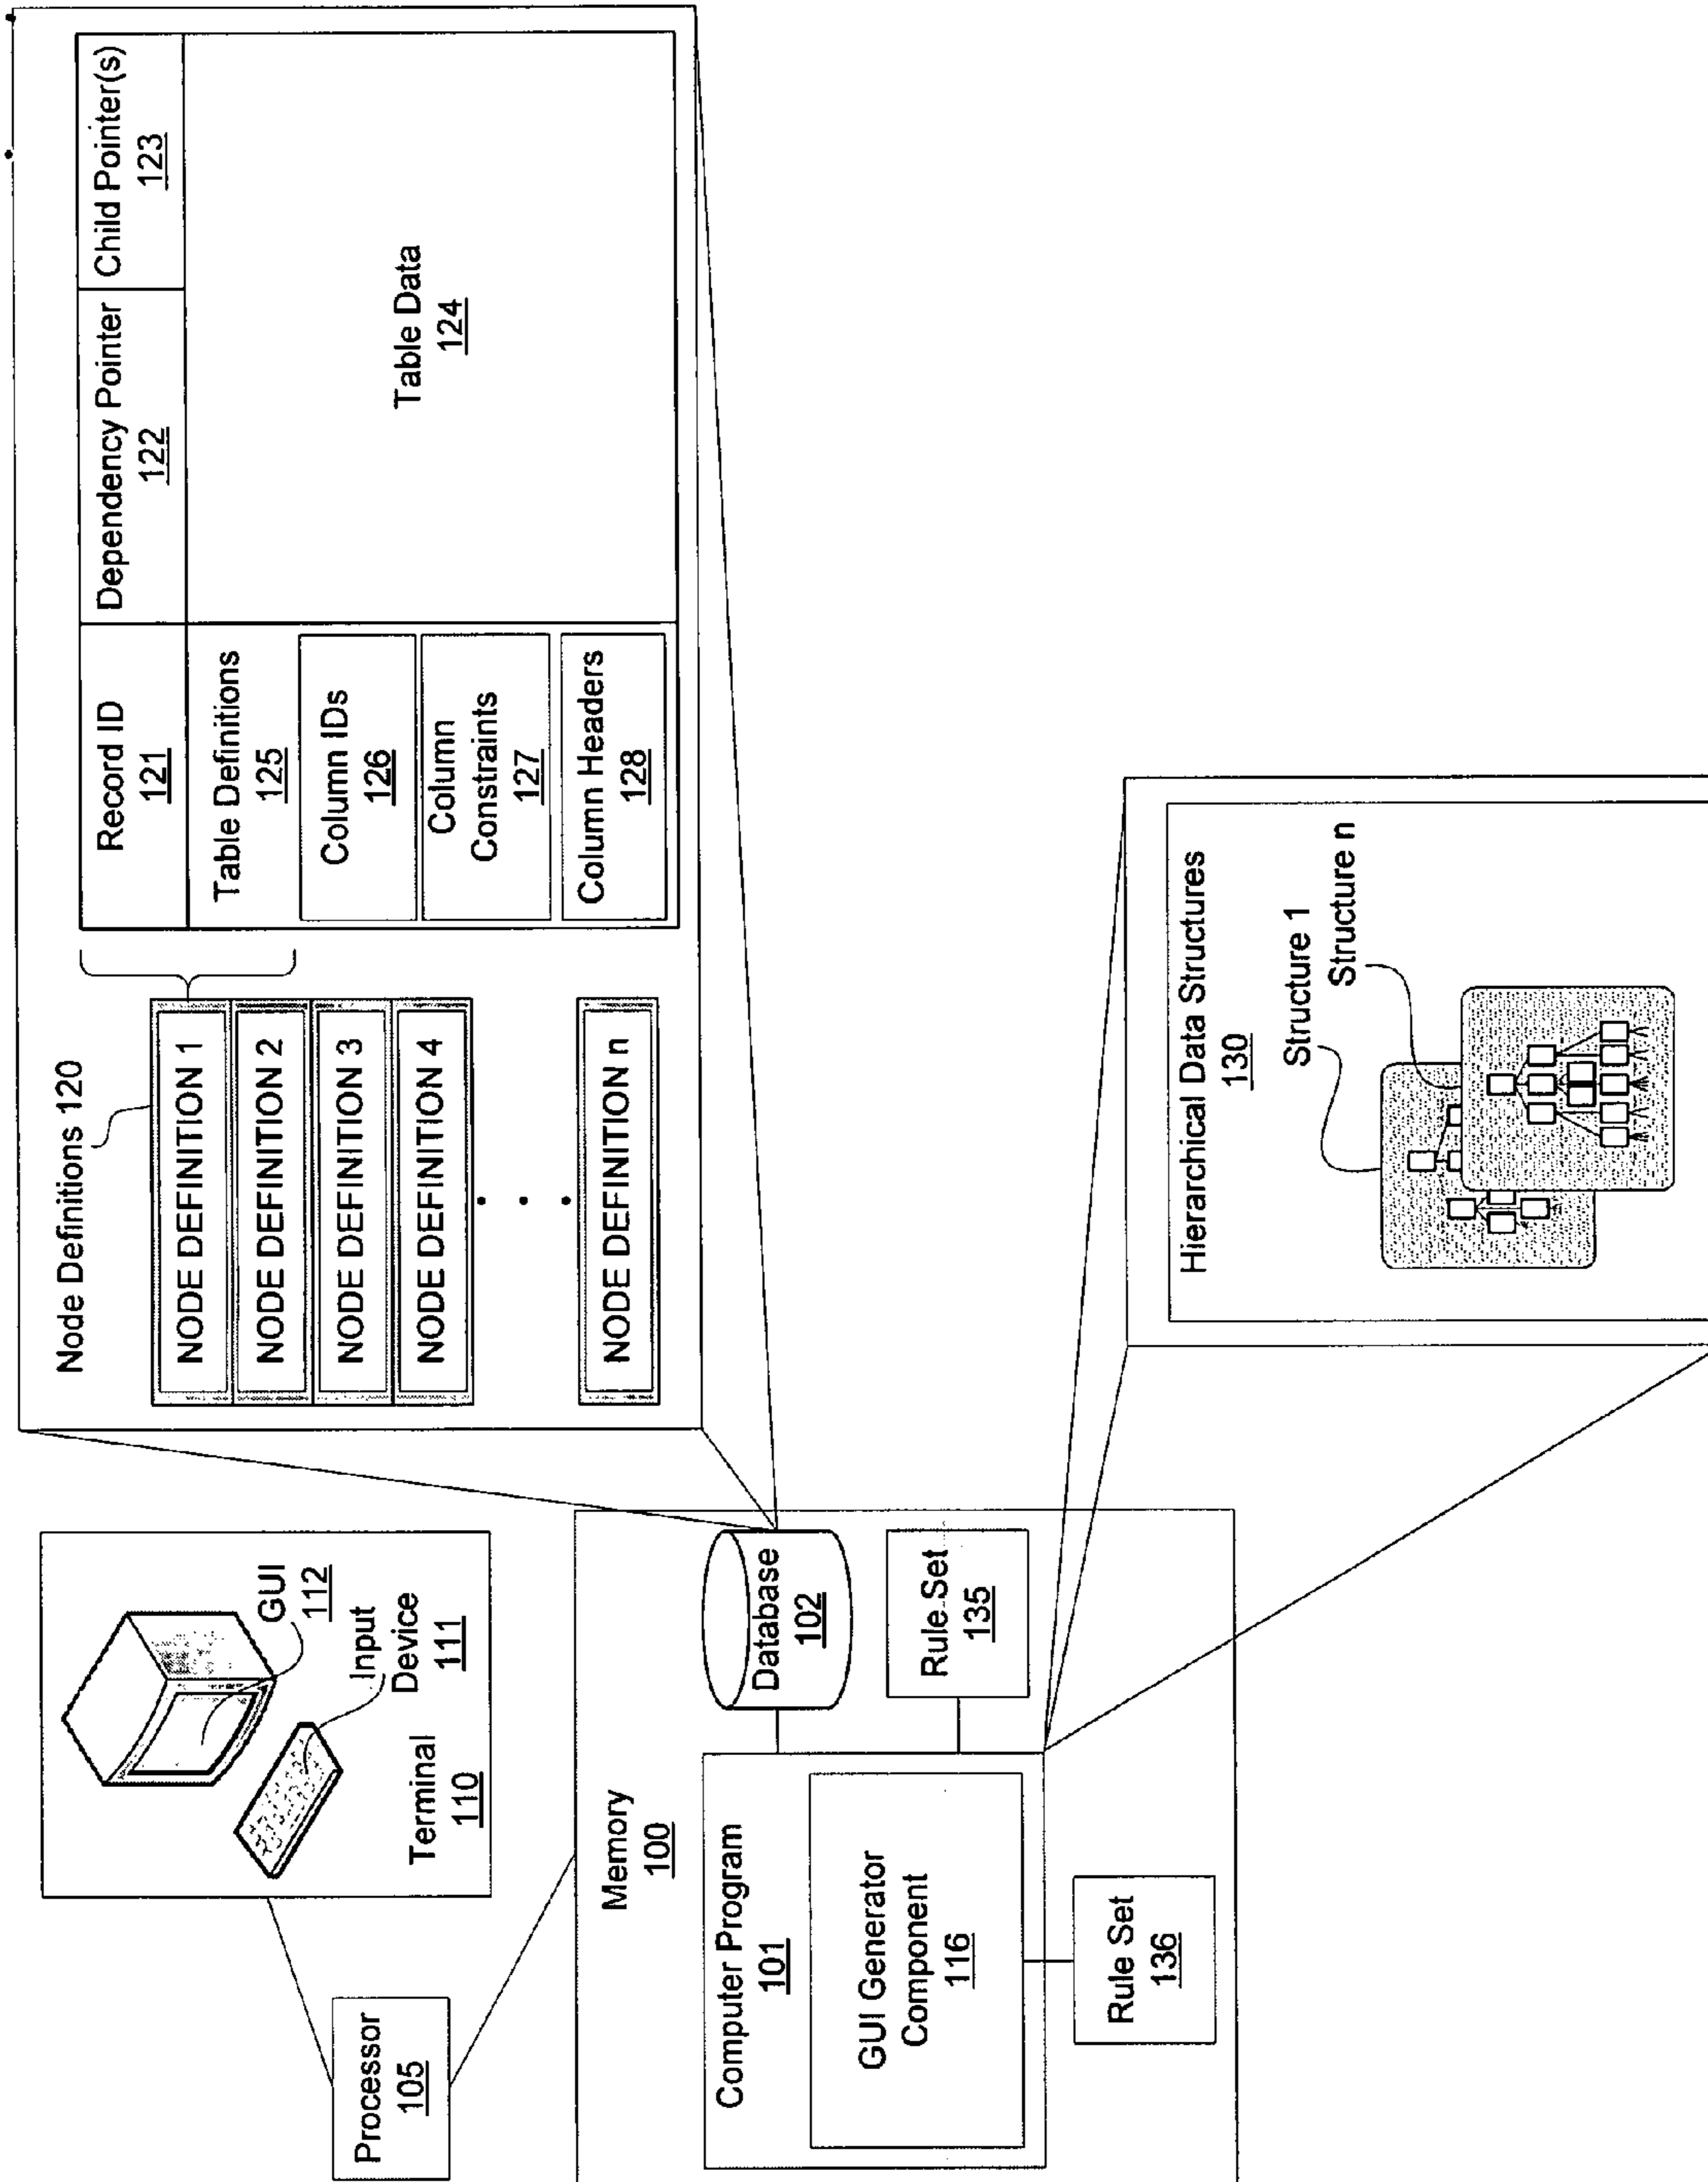 Processor
105
Terminal
110
GUI
112
Input
Device
111
Memory
100
Computer Program
101
GUI Generator
Component
116
Rule Set
136
Database
102
Rule Set
135
Node Definitions 120
NODE DEFINITION 1
NODE DEFINITION 2
NODE DEFINITION 3
NODE DEFINITION 4
NODE DEFINITION n
Record ID
121
Dependency Pointer
122
Child Pointer(s)
123
Table Definitions
125
Column IDs
126
Column
Constraints
127
Column Headers
128
Table Data
124
Hierarchical Data Structures
130
Structure 1
Structure n